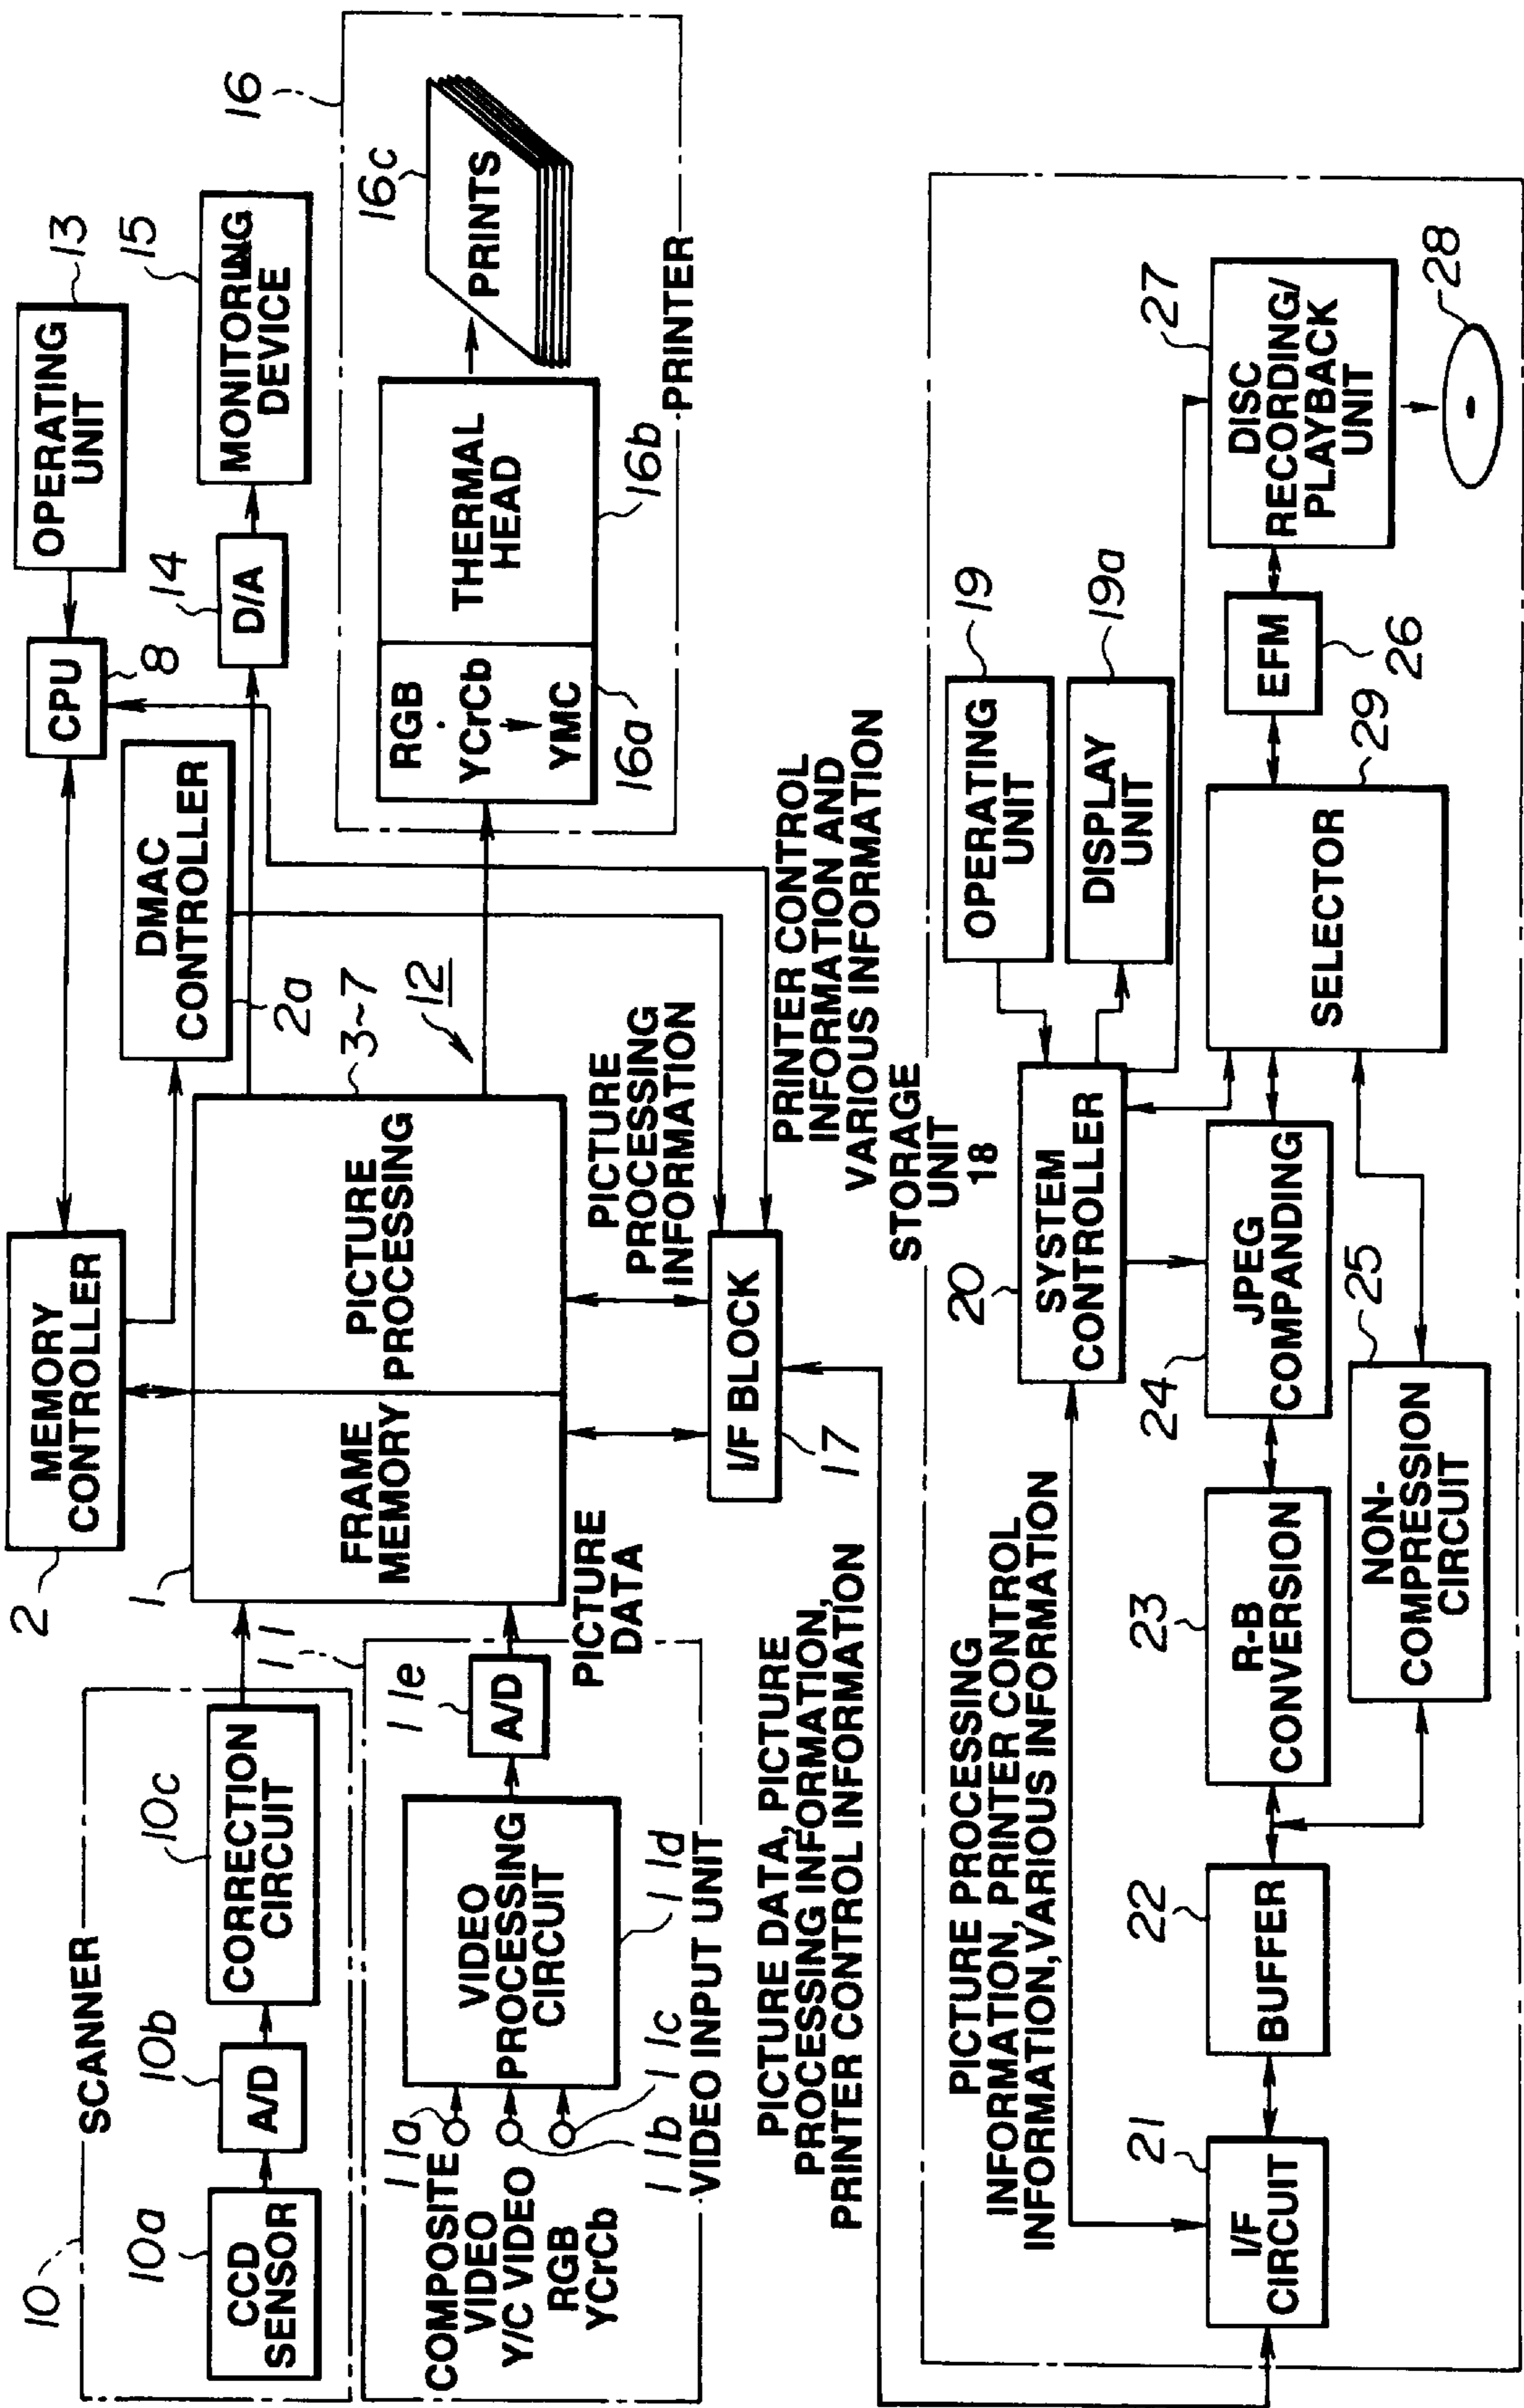 10
SCANNER
10a
CCD
SENSOR
10b
A/D
10c
CORRECTION
CIRCUIT
11
COMPOSITE
VIDEO
Y/C VIDEO
RGB
YCrCb
11a
11b
11c
VIDEO
PROCESSING
CIRCUIT
11d
11e
A/D
VIDEO INPUT UNIT
2
MEMORY
CONTROLLER
1
FRAME
MEMORY
PICTURE
PROCESSING
3~7
12
DMAC
CONTROLLER
2a
CPU
8
OPERATING
UNIT
13
14
D/A
15
MONITORING
DEVICE
16
RGB
YCrCb
YMC
16a
THERMAL
HEAD
16b
PRINTS
16c
PRINTER
PICTURE
DATA
PICTURE
PROCESSING
INFORMATION
I/F BLOCK
17
PRINTER CONTROL
INFORMATION AND
VARIOUS INFORMATION
PICTURE DATA, PICTURE
PROCESSING INFORMATION,
PRINTER CONTROL INFORMATION
STORAGE
UNIT
18
PICTURE PROCESSING
INFORMATION, PRINTER CONTROL
INFORMATION,VARIOUS INFORMATION
20
SYSTEM
CONTROLLER
OPERATING
UNIT
19
DISPLAY
UNIT
19a
21
I/F
CIRCUIT
22
BUFFER
23
R-B
CONVERSION
24
JPEG
COMPANDING
25
NON-
COMPRESSION
CIRCUIT
SELECTOR
29
EFM
26
27
DISC
RECORDING/
PLAYBACK
UNIT
28